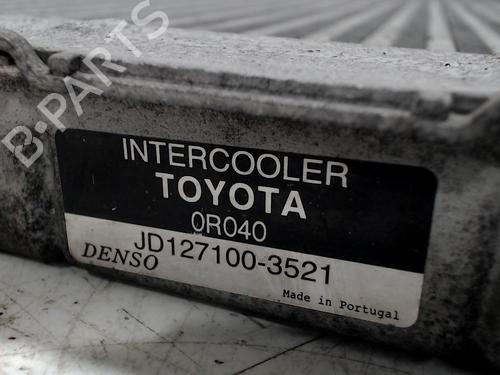 B-PARTS
INTERCOOLER
TOYOTA
0R040
JD127100-3521
DENSO
Made in Portugal